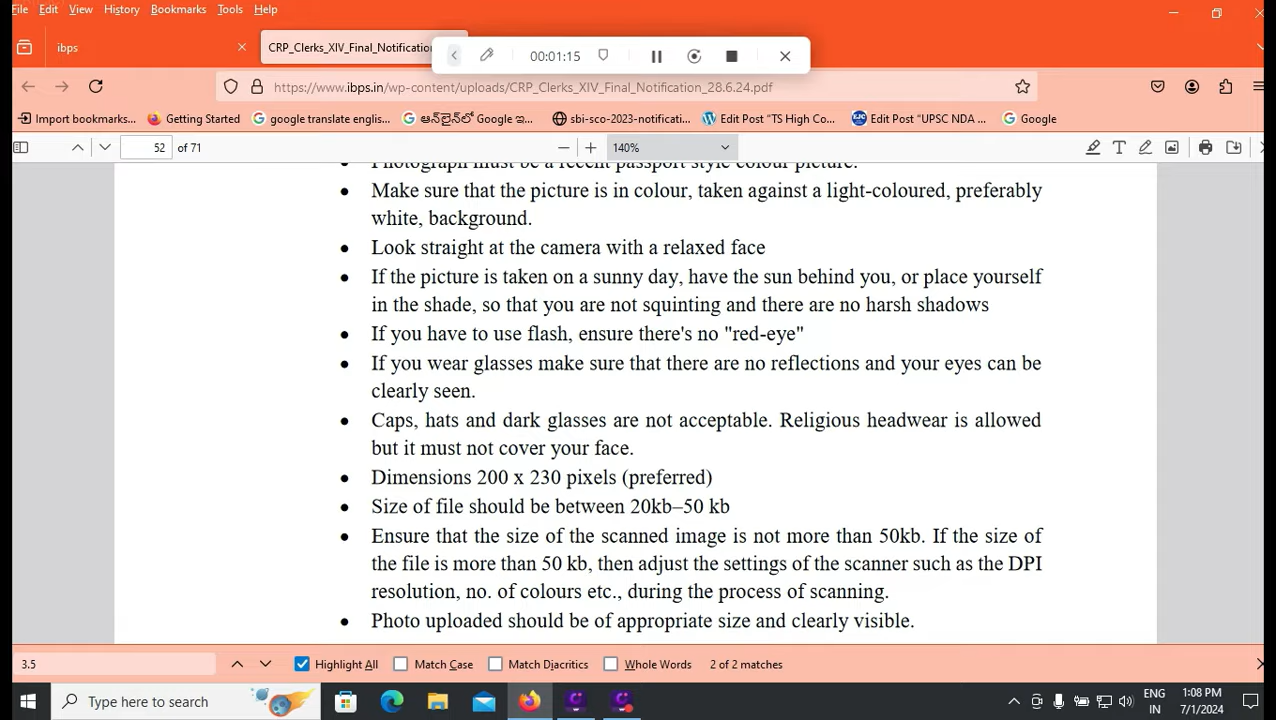 File Edit View History Bookmarks Tools Help
ibps
CRP_Clerks_XIV_Final_Notification
00:01:15
https://www.ibps.in/wp-content/uploads/CRP_Clerks_XIV_Final_Notification_28.6.24.pdf
Import bookmarks... Getting Started google translate englis... ఆన్‌లైన్‌లో Google ఇ... sbi-sco-2023-notificati... Edit Post “TS High Co... Edit Post “UPSC NDA ... Google
52 of 71
140%
Photograph must be a recent passport style colour picture.
Make sure that the picture is in colour, taken against a light-coloured, preferably
white, background.
Look straight at the camera with a relaxed face
If the picture is taken on a sunny day, have the sun behind you, or place yourself
in the shade, so that you are not squinting and there are no harsh shadows
If you have to use flash, ensure there's no "red-eye"
If you wear glasses make sure that there are no reflections and your eyes can be
clearly seen.
Caps, hats and dark glasses are not acceptable. Religious headwear is allowed
but it must not cover your face.
Dimensions 200 x 230 pixels (preferred)
Size of file should be between 20kb–50 kb
Ensure that the size of the scanned image is not more than 50kb. If the size of
the file is more than 50 kb, then adjust the settings of the scanner such as the DPI
resolution, no. of colours etc., during the process of scanning.
Photo uploaded should be of appropriate size and clearly visible.
3.5 Highlight All Match Case Match Diacritics Whole Words 2 of 2 matches
Type here to search
ENG 1:08 PM
IN 7/1/2024